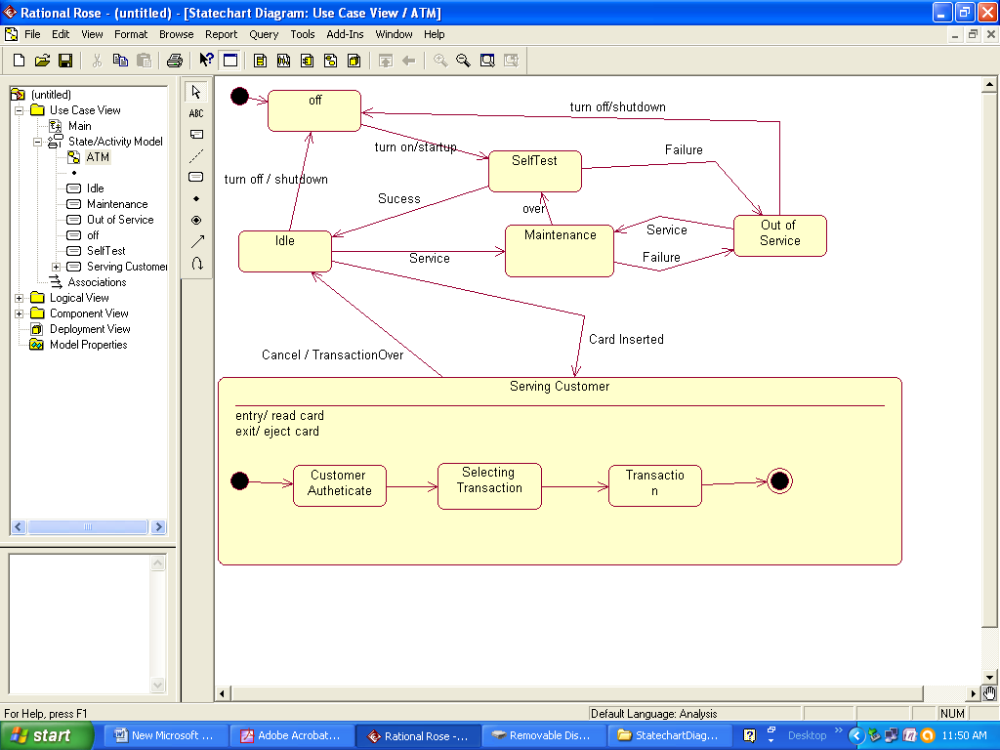 Rational Rose - (untitled) - [Statechart Diagram: Use Case View / ATM]
File Edit View Format Browse Report Query Tools Add-Ins Window Help
ABC
(untitled)
Use Case View
Main
State/Activity Model
ATM
Idle
Maintenance
Out of Service
off
SelfTest
Serving Customer
Associations
Logical View
Component View
Deployment View
Model Properties
off
turn off/shutdown
turn on/startup
SelfTest
Failure
turn off / shutdown
Sucess
over
Idle
Maintenance
Service
Out of
Service
Service
Failure
Card Inserted
Cancel / TransactionOver
Serving Customer
entry/ read card
exit/ eject card
Customer
Autheticate
Selecting
Transaction
Transactio
n
For Help, press F1
Default Language: Analysis
NUM
start
New Microsoft ...
Adobe Acrobat...
Rational Rose -...
Removable Dis...
StatechartDiag...
Desktop
11:50 AM